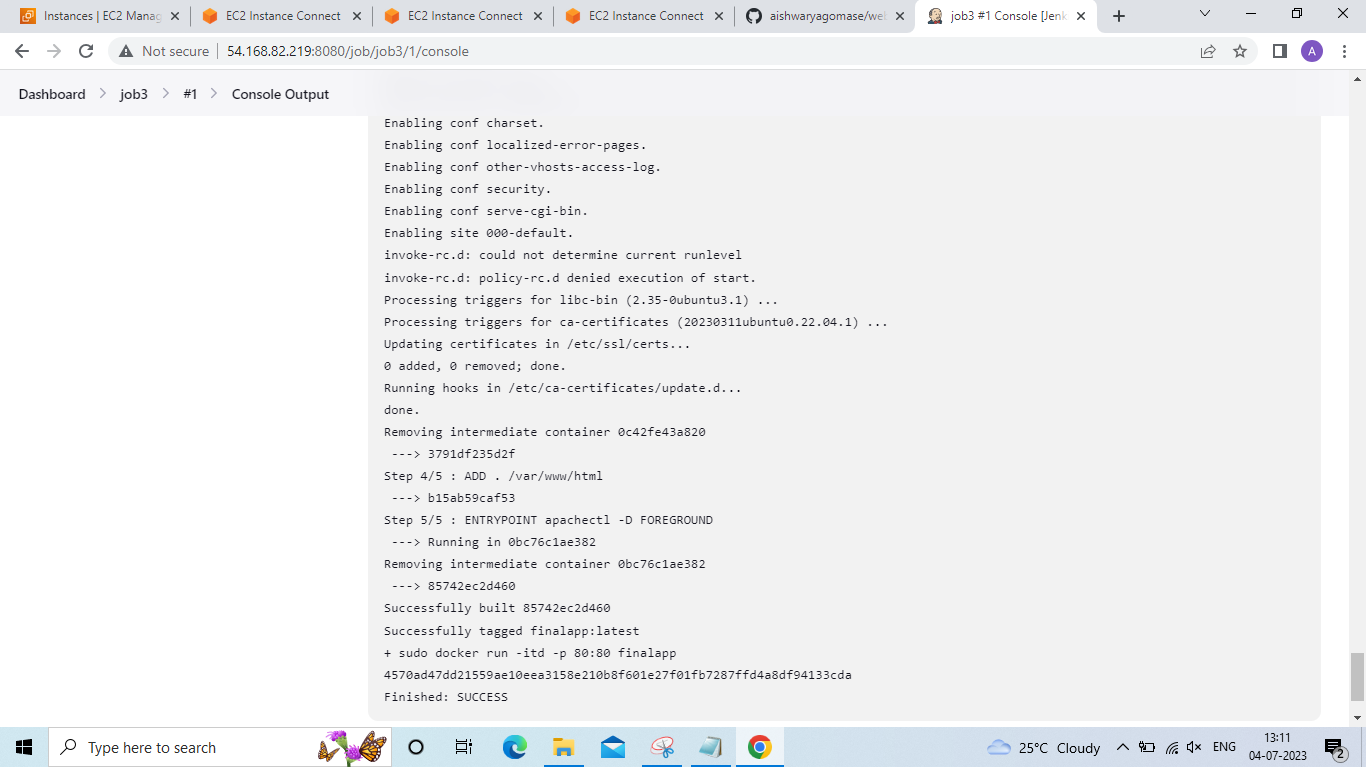 Instances | EC2 Manag
EC2 Instance Connect
EC2 Instance Connect
EC2 Instance Connect
aishwaryagomase/we
job3 #1 Console [Jenk
Not secure
54.168.82.219:8080/job/job3/1/console
A
Dashboard
job3
#1
Console Output
Enabling conf charset.
Enabling conf localized-error-pages.
Enabling conf other-vhosts-access-log.
Enabling conf security.
Enabling conf serve-cgi-bin.
Enabling site 000-default.
invoke-rc.d: could not determine current runlevel
invoke-rc.d: policy-rc.d denied execution of start.
Processing triggers for libc-bin (2.35-0ubuntu3.1) ...
Processing triggers for ca-certificates (20230311ubuntu0.22.04.1) ...
Updating certificates in /etc/ssl/certs...
0 added, 0 removed; done.
Running hooks in /etc/ca-certificates/update.d...
done.
Removing intermediate container 0c42fe43a820
---> 3791df235d2f
Step 4/5 : ADD . /var/www/html
---> b15ab59caf53
Step 5/5 : ENTRYPOINT apachectl -D FOREGROUND
---> Running in 0bc76c1ae382
Removing intermediate container 0bc76c1ae382
---> 85742ec2d460
Successfully built 85742ec2d460
Successfully tagged finalapp:latest
+ sudo docker run -itd -p 80:80 finalapp
4570ad47dd21559ae10eea3158e210b8f601e27f01fb7287ffd4a8df94133cda
Finished: SUCCESS
Type here to search
25°C Cloudy
ENG
13:11
04-07-2023
2